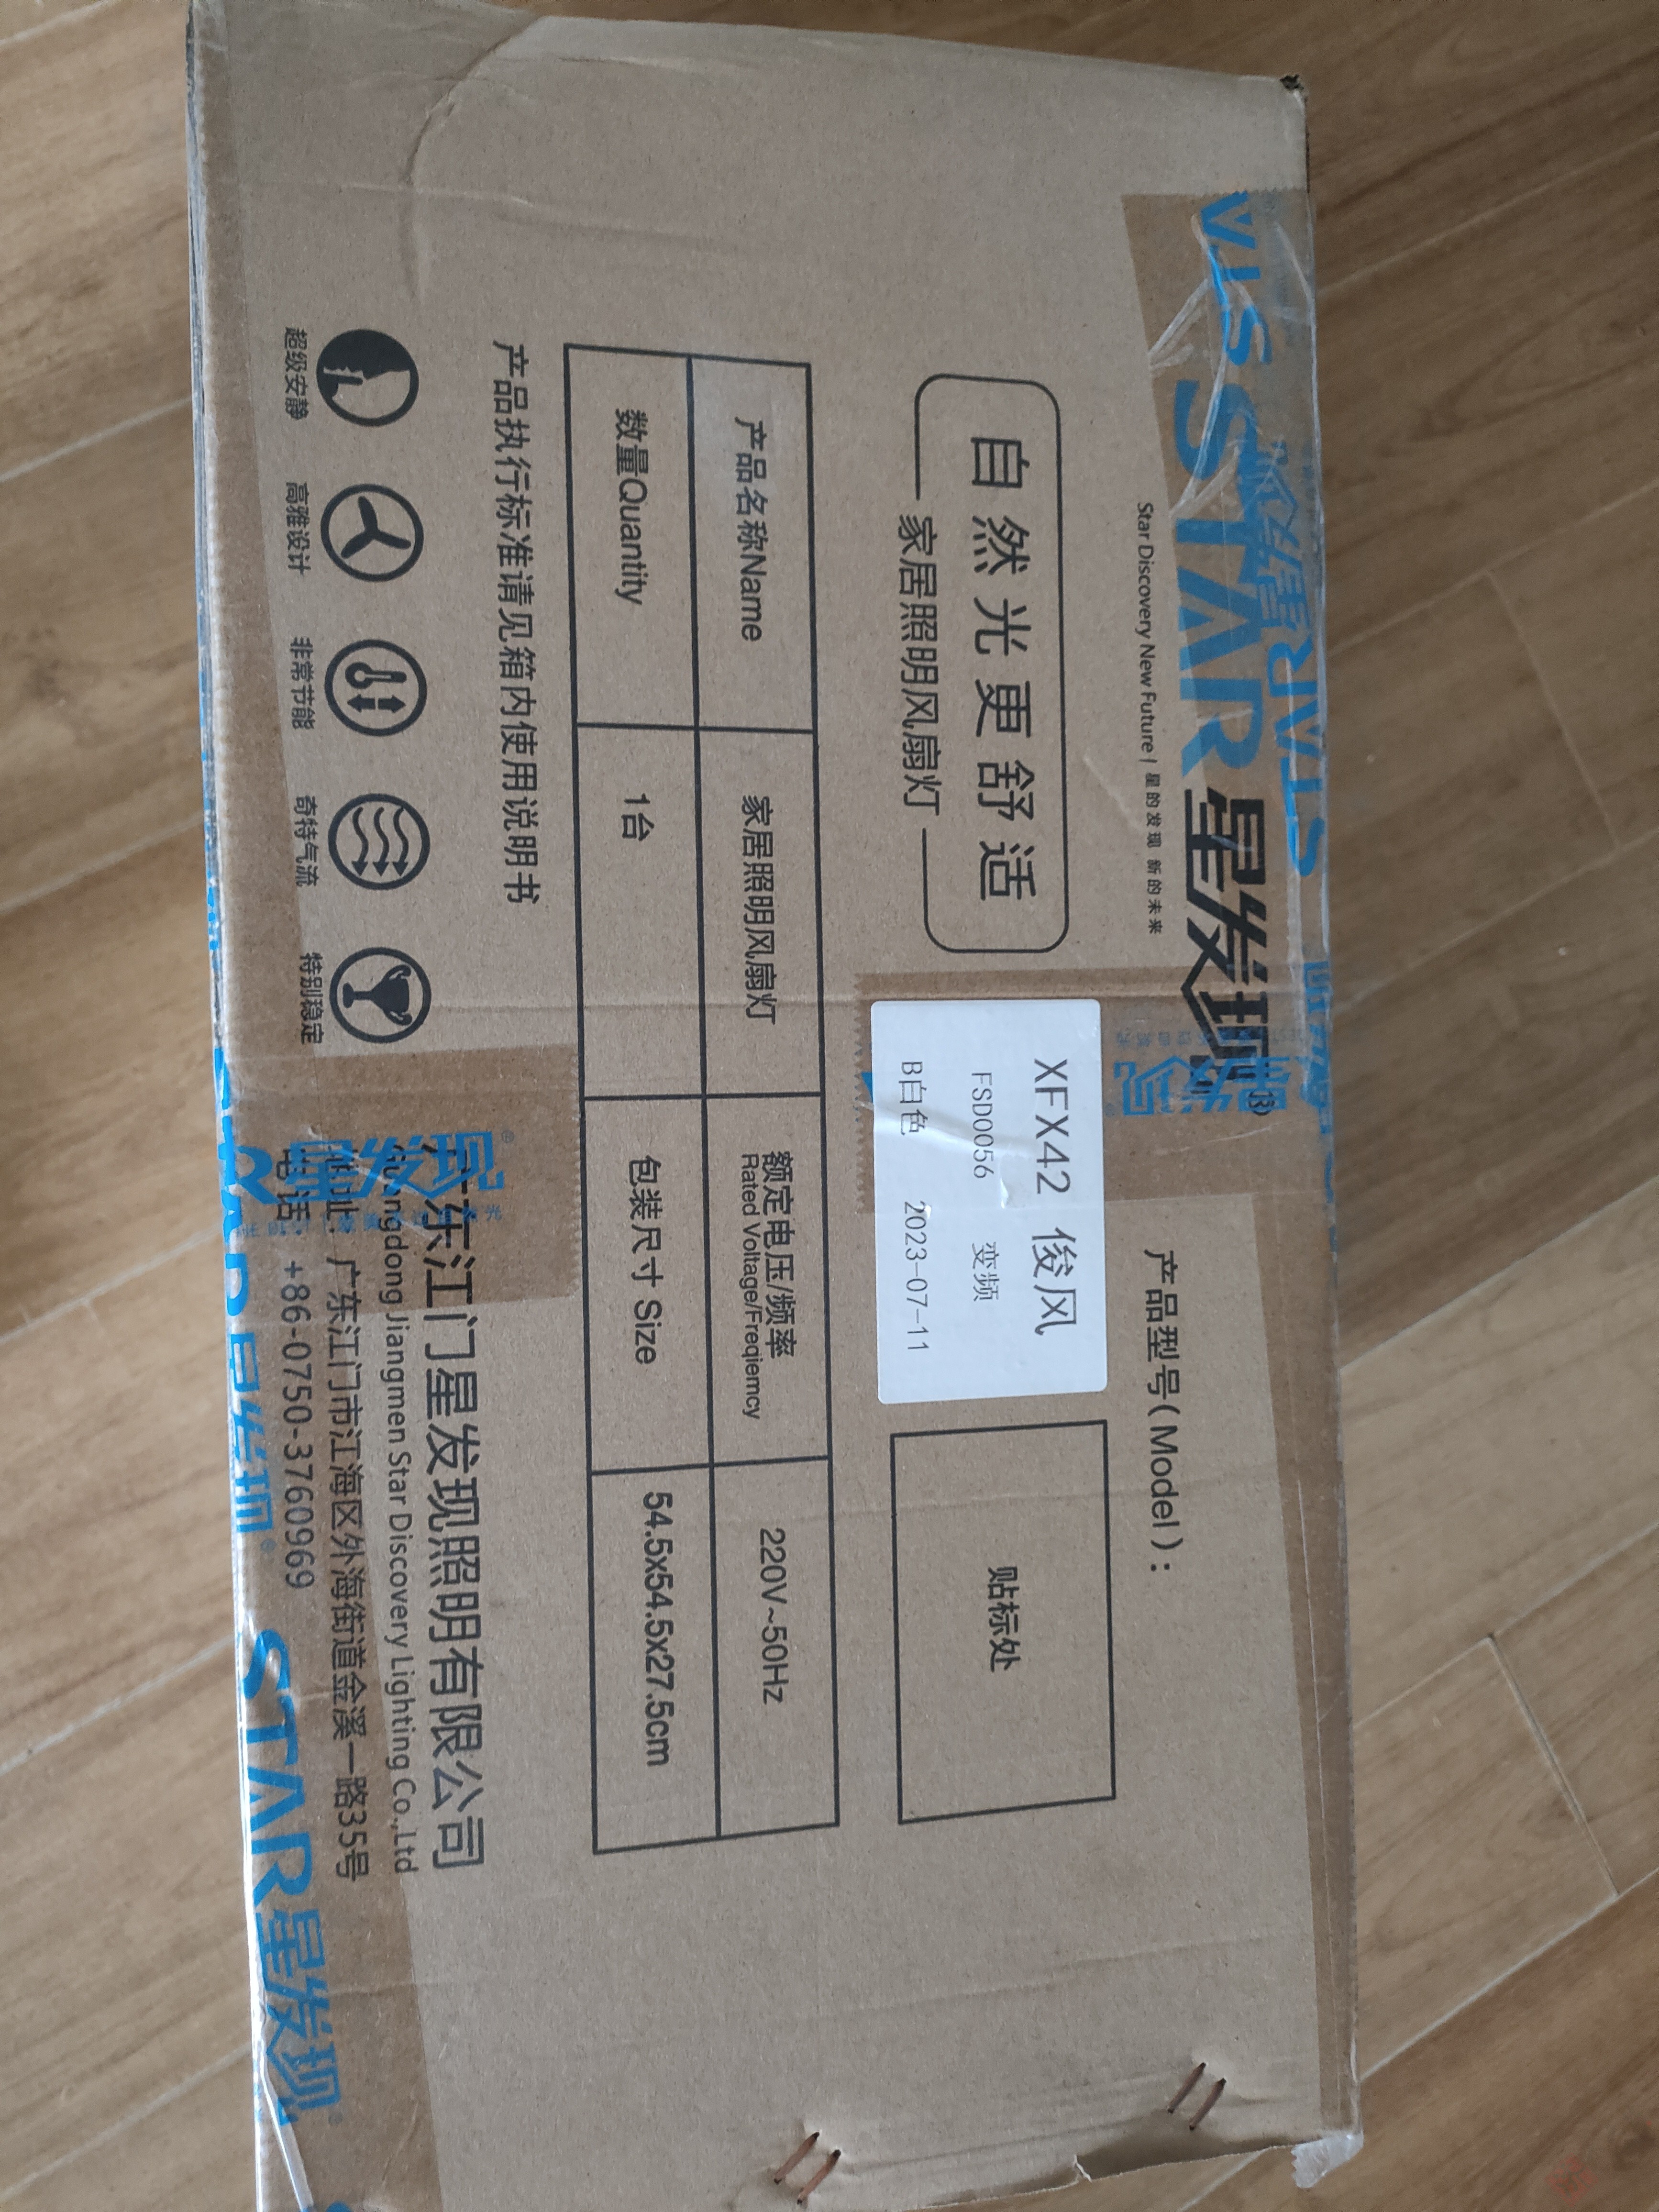 STAR星发现
Star Discovery New Future / 星的发现 新的未来
自然光更舒适
家居照明风扇灯
产品型号(Model):
XFX42 俊风
FSD0056 变频
B白色 2023-07-11
贴标处
产品名称Name 家居照明风扇灯 额定电压/频率 220V~50Hz
Rated Voltage/Freqiemcy
数量Quantity 1台 包装尺寸 Size 54.5x54.5x27.5cm
产品执行标准请见箱内使用说明书
超级安静 高雅设计 非常节能 奇特气流 特别稳定
广东江门星发现照明有限公司
Guangdong Jiangmen Star Discovery Lighting Co.,Ltd
地址: 广东江门市江海区外海街道金溪一路35号
电话: +86-0750-3760969
星发现
STAR星发现
STAR星发现